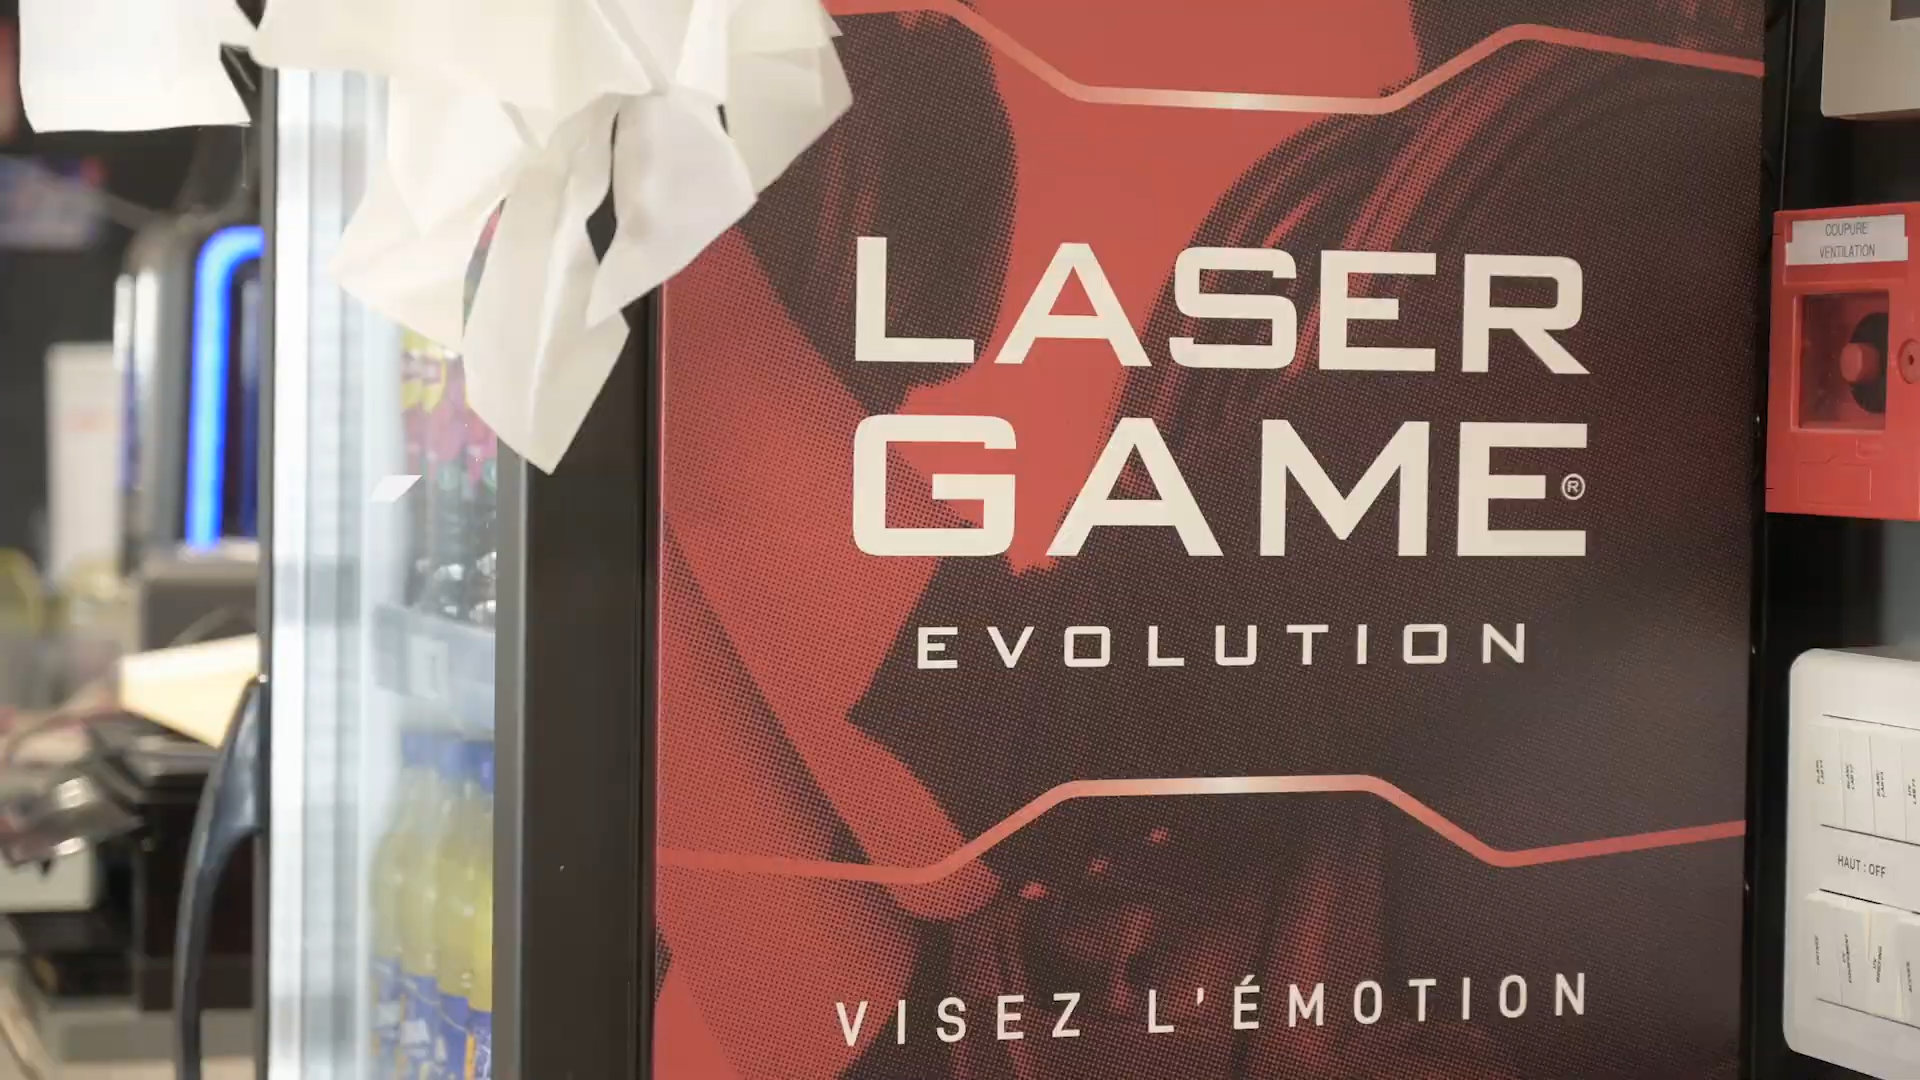 LASER
GAME®
EVOLUTION
VISEZ L'ÉMOTION
COUPURE
VENTILATION
HAUT : OFF